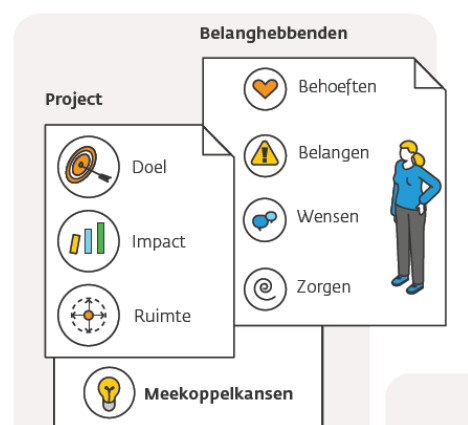 Belanghebbenden
Behoeften
Belangen
Wensen
Zorgen
Project
Doel
Impact
Ruimte
Meekoppelkansen